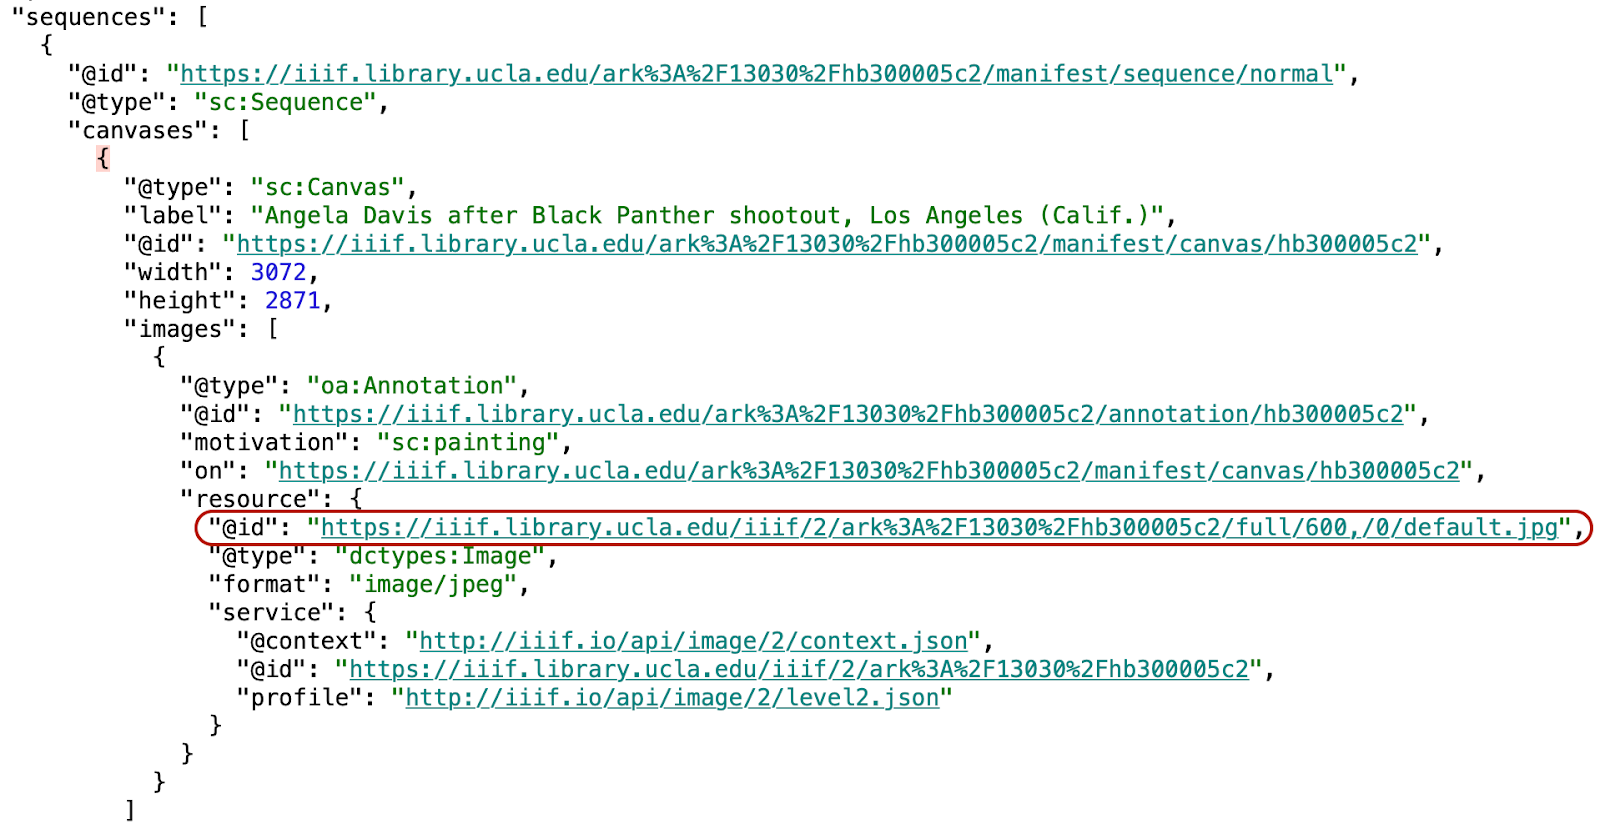 "sequences": [
{
"@id": "https://iiif.library.ucla.edu/ark%3A%2F13030%2Fhb300005c2/manifest/sequence/normal",
"@type": "sc:Sequence",
"canvases": [
{
"@type": "sc:Canvas",
"label": "Angela Davis after Black Panther shootout, Los Angeles (Calif.)",
"@id": "https://iiif.library.ucla.edu/ark%3A%2F13030%2Fhb300005c2/manifest/canvas/hb300005c2",
"width": 3072,
"height": 2871,
"images": [
{
"@type": "oa:Annotation",
"@id": "https://iiif.library.ucla.edu/ark%3A%2F13030%2Fhb300005c2/annotation/hb300005c2",
"motivation": "sc:painting",
"on": "https://iiif.library.ucla.edu/ark%3A%2F13030%2Fhb300005c2/manifest/canvas/hb300005c2",
"resource": {
"@id": "https://iiif.library.ucla.edu/iiif/2/ark%3A%2F13030%2Fhb300005c2/full/600,/0/default.jpg",
"@type": "dctypes:Image",
"format": "image/jpeg",
"service": {
"@context": "http://iiif.io/api/image/2/context.json",
"@id": "https://iiif.library.ucla.edu/iiif/2/ark%3A%2F13030%2Fhb300005c2",
"profile": "http://iiif.io/api/image/2/level2.json"
}
}
}
]